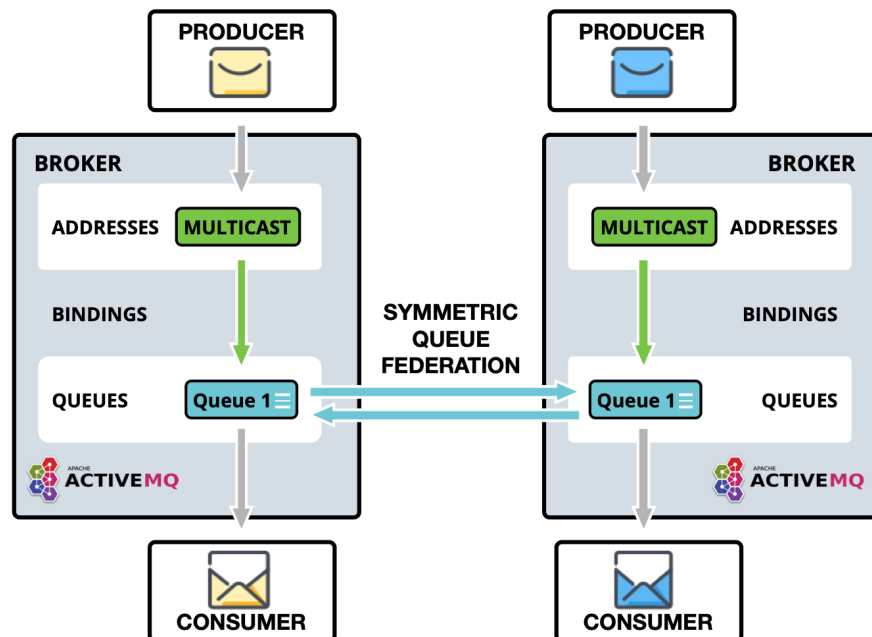 PRODUCER
BROKER
ADDRESSES
MULTICAST
BINDINGS
QUEUES
Queue 1
APACHE
ACTIVEMQ
CONSUMER
SYMMETRIC
QUEUE
FEDERATION
PRODUCER
BROKER
MULTICAST
ADDRESSES
BINDINGS
Queue 1
QUEUES
APACHE
ACTIVEMQ
CONSUMER